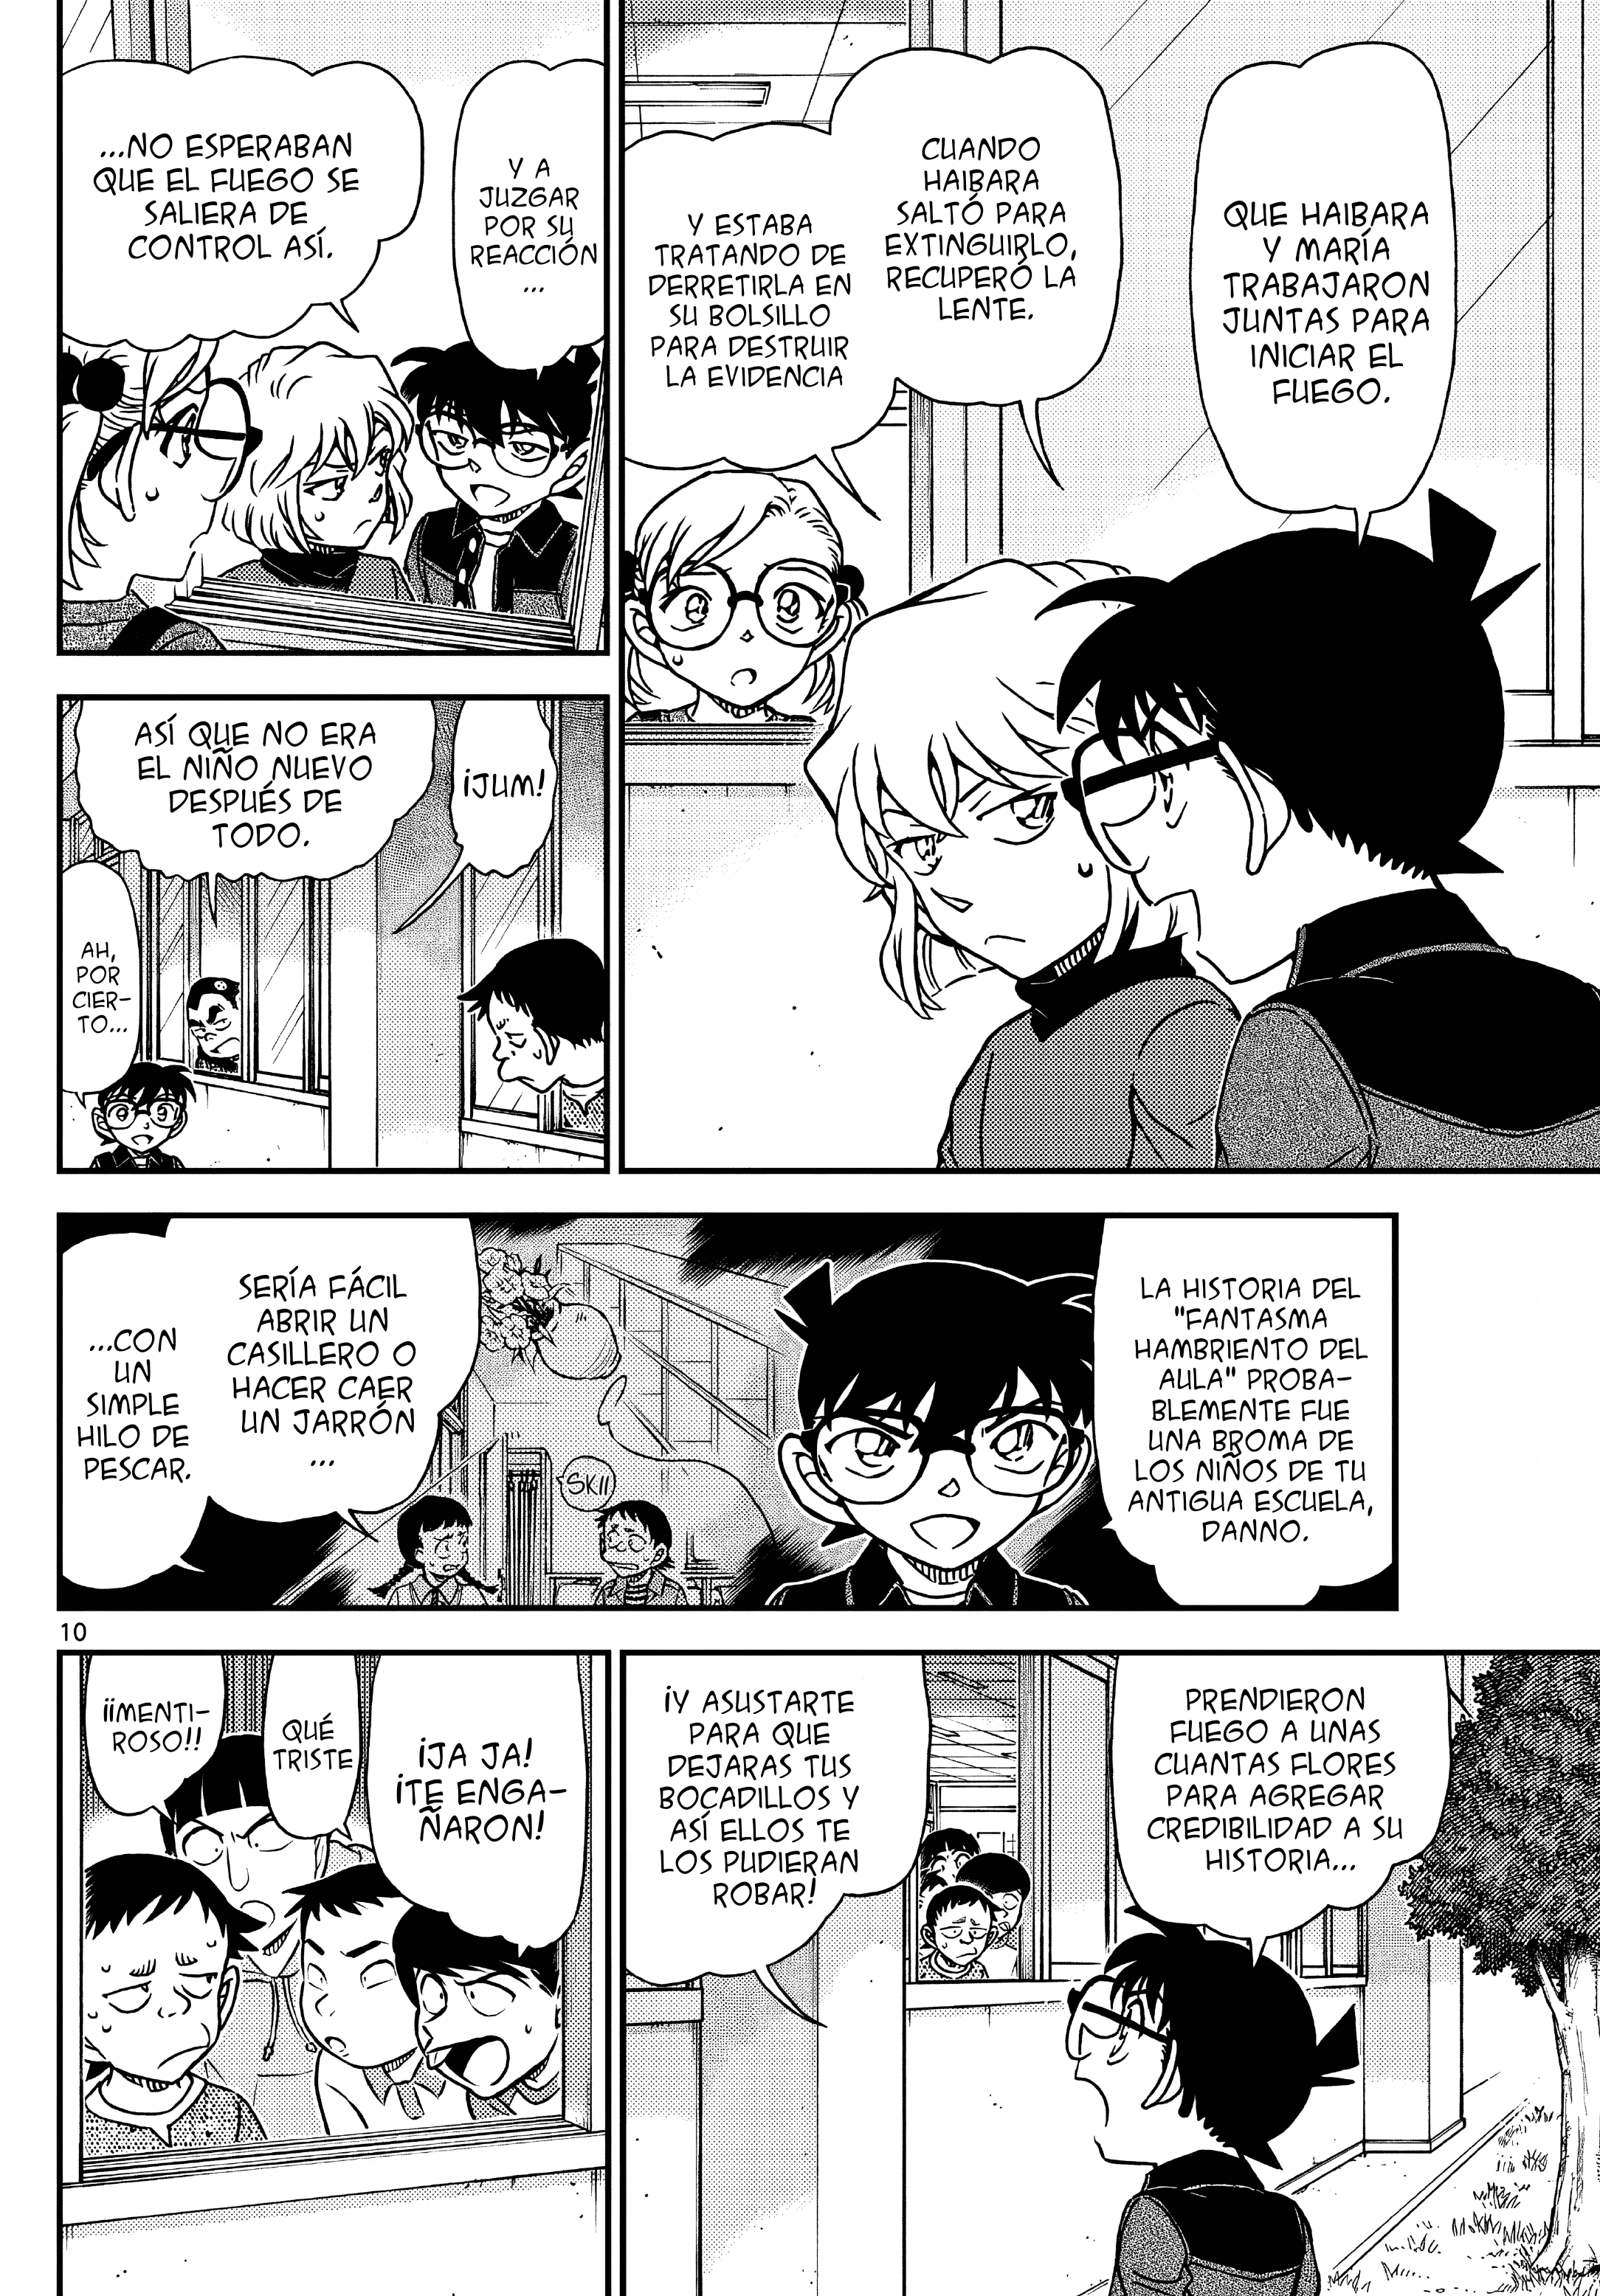 QUE HAIBARA
Y MARÍA
TRABAJARON
JUNTAS PARA
INICIAR EL
FUEGO.
CUANDO
HAIBARA
SALTÓ PARA
EXTINGUIRLO,
RECUPERÓ LA
LENTE.
Y ESTABA
TRATANDO DE
DERRETIRLA EN
SU BOLSILLO
PARA DESTRUIR
LA EVIDENCIA
Y A
JUZGAR
POR SU
REACCIÓN
...
...NO ESPERABAN
QUE EL FUEGO SE
SALIERA DE
CONTROL ASÍ.
¡JUM!
ASÍ QUE NO ERA
EL NIÑO NUEVO
DESPUÉS DE
TODO.
AH,
POR
CIER-
TO...
LA HISTORIA DEL
"FANTASMA
HAMBRIENTO DEL
AULA" PROBA-
BLEMENTE FUE
UNA BROMA DE
LOS NIÑOS DE TU
ANTIGUA ESCUELA,
DANNO.
SERÍA FÁCIL
ABRIR UN
CASILLERO O
HACER CAER
UN JARRÓN
...
SKII
...CON
UN
SIMPLE
HILO DE
PESCAR.
10
PRENDIERON
FUEGO A UNAS
CUANTAS FLORES
PARA AGREGAR
CREDIBILIDAD A SU
HISTORIA...
¡Y ASUSTARTE
PARA QUE
DEJARAS TUS
BOCADILLOS Y
ASÍ ELLOS TE
LOS PUDIERAN
ROBAR!
¡JA JA!
¡TE ENGA-
ÑARON!
QUÉ
TRISTE
¡¡MENTI-
ROSO!!